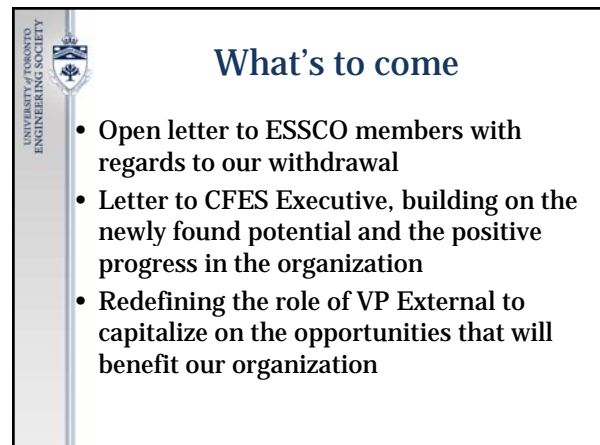 UNIVERSITY of TORONTO
ENGINEERING SOCIETY
What's to come
• Open letter to ESSCO members with
regards to our withdrawal
• Letter to CFES Executive, building on the
newly found potential and the positive
progress in the organization
• Redefining the role of VP External to
capitalize on the opportunities that will
benefit our organization